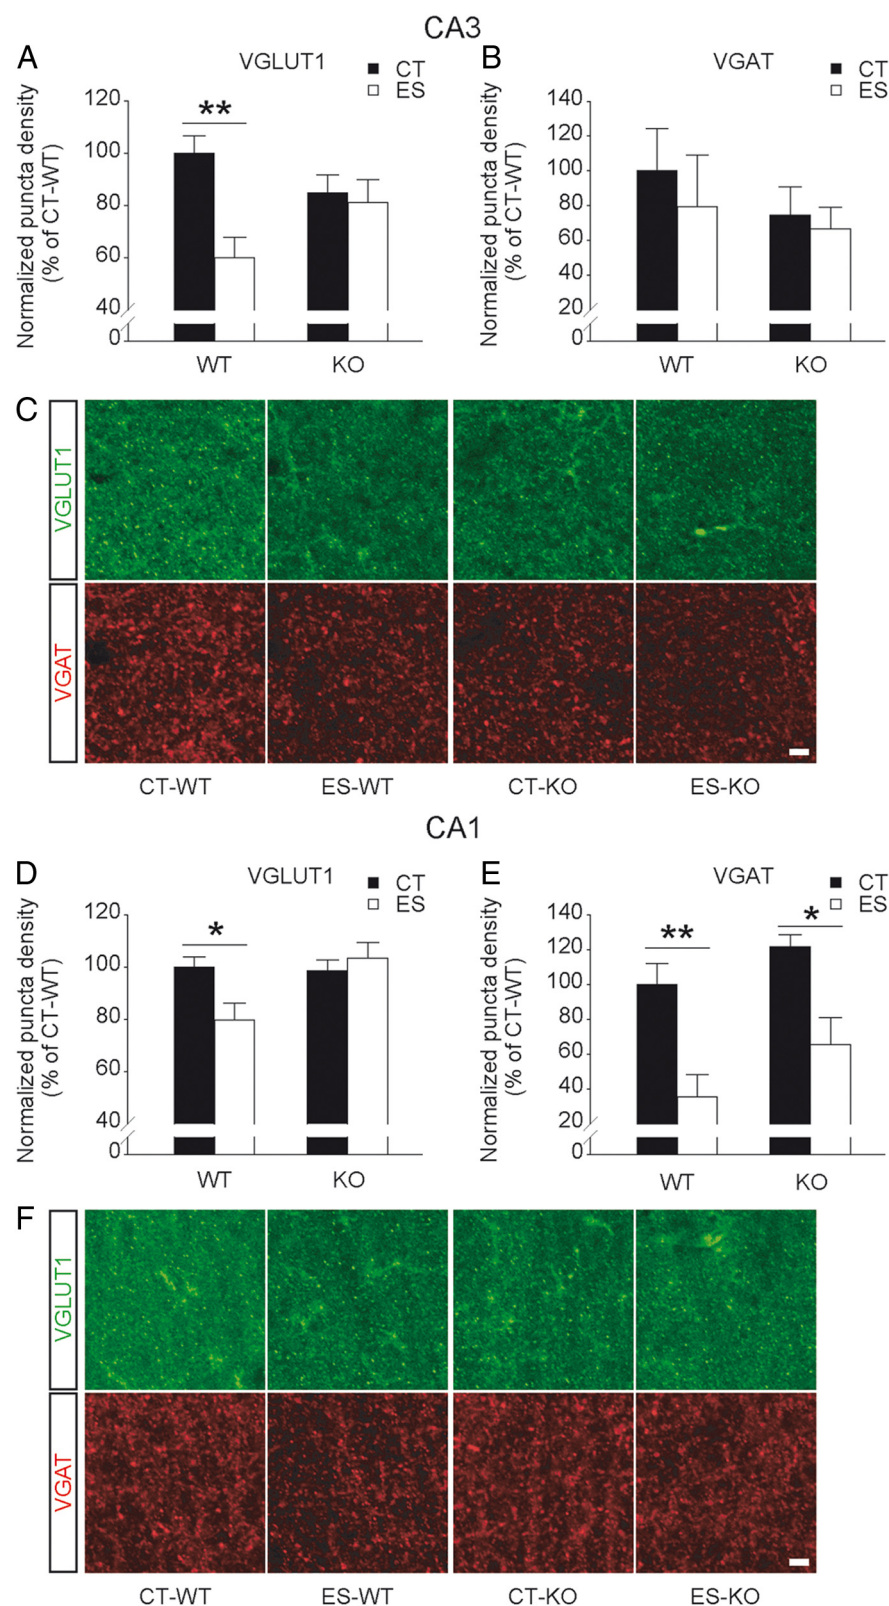 CA3
A
VGLUT1
CT
ES
Normalized puncta density
(% of CT-WT)
120
100
80
60
40
0
**
WT
KO
B
VGAT
CT
ES
Normalized puncta density
(% of CT-WT)
140
120
100
80
60
40
20
0
WT
KO
C
VGLUT1
VGAT
CT-WT
ES-WT
CT-KO
ES-KO
CA1
D
VGLUT1
CT
ES
Normalized puncta density
(% of CT-WT)
120
100
80
60
40
0
*
WT
KO
E
VGAT
CT
ES
Normalized puncta density
(% of CT-WT)
140
120
100
80
60
40
20
0
**
*
WT
KO
F
VGLUT1
VGAT
CT-WT
ES-WT
CT-KO
ES-KO